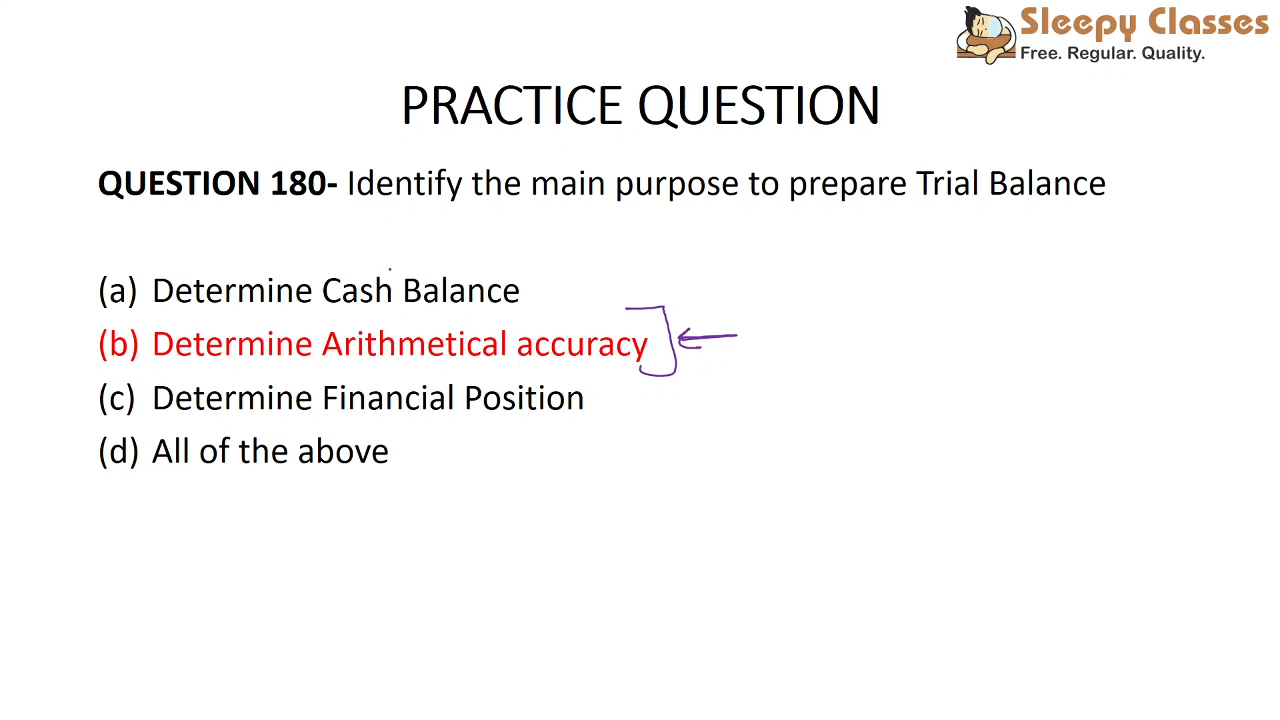 Sleepy Classes
Free. Regular. Quality.
PRACTICE QUESTION
QUESTION 180- Identify the main purpose to prepare Trial Balance
(a) Determine Cash Balance
(b) Determine Arithmetical accuracy
(c) Determine Financial Position
(d) All of the above